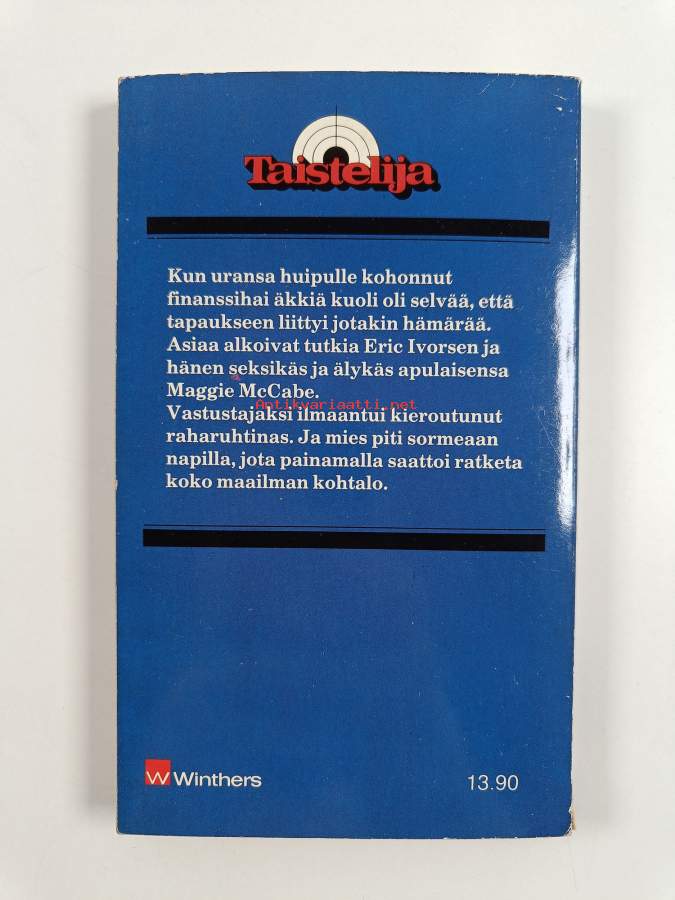 Taistelija
Kun uransa huipulle kohonnut
finanssihai äkkiä kuoli oli selvää, että
tapaukseen liittyi jotakin hämärää.
Asiaa alkoivat tutkia Eric Ivorsen ja
hänen seksikäs ja älykäs apulaisensa
Maggie McCabe.
Antikvariaatti.net
Vastustajaksi ilmaantui kieroutunut
raharuhtinas. Ja mies piti sormeaan
napilla, jota painamalla saattoi ratketa
koko maailman kohtalo.
W Winthers
13.90